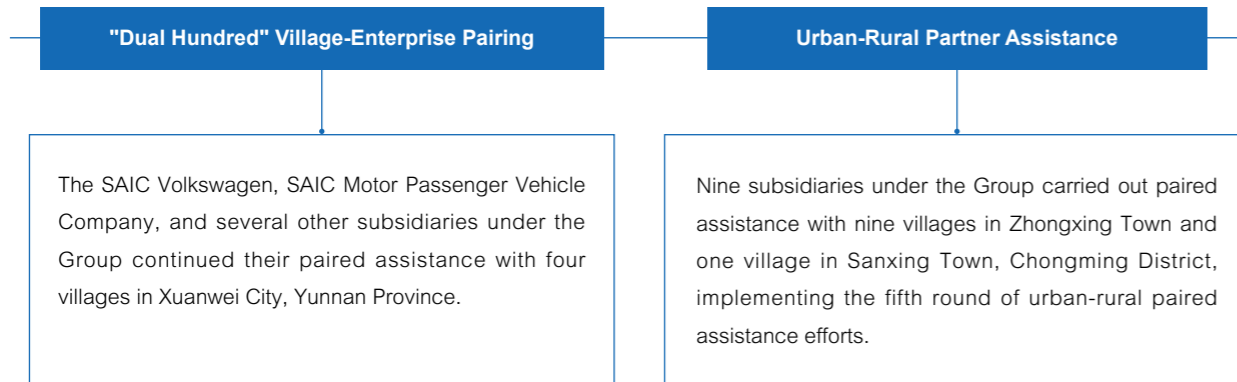 "Dual Hundred" Village-Enterprise Pairing
The SAIC Volkswagen, SAIC Motor Passenger Vehicle
Company, and several other subsidiaries under the
Group continued their paired assistance with four
villages in Xuanwei City, Yunnan Province.
Urban-Rural Partner Assistance
Nine subsidiaries under the Group carried out paired
assistance with nine villages in Zhongxing Town and
one village in Sanxing Town, Chongming District,
implementing the fifth round of urban-rural paired
assistance efforts.